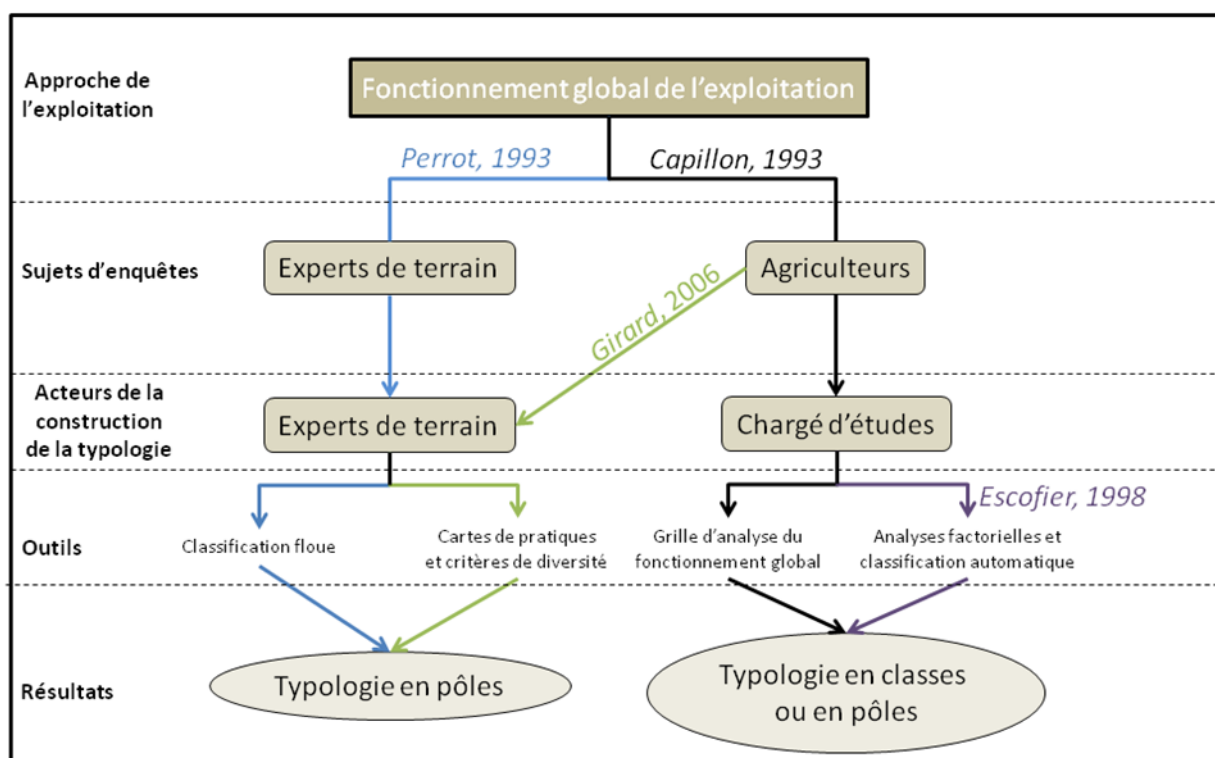 Approche de
l'exploitation
Fonctionnement global de l'exploitation
Perrot, 1993
Capillon, 1993
Sujets d'enquêtes
Experts de terrain
Agriculteurs
Girard, 2006
Acteurs de la
construction
de la typologie
Experts de terrain
Chargé d'études
Escofier, 1998
Outils
Classification floue
Cartes de pratiques
et critères de diversité
Grille d'analyse du
fonctionnement global
Analyses factorielles et
classification automatique
Résultats
Typologie en pôles
Typologie en classes
ou en pôles